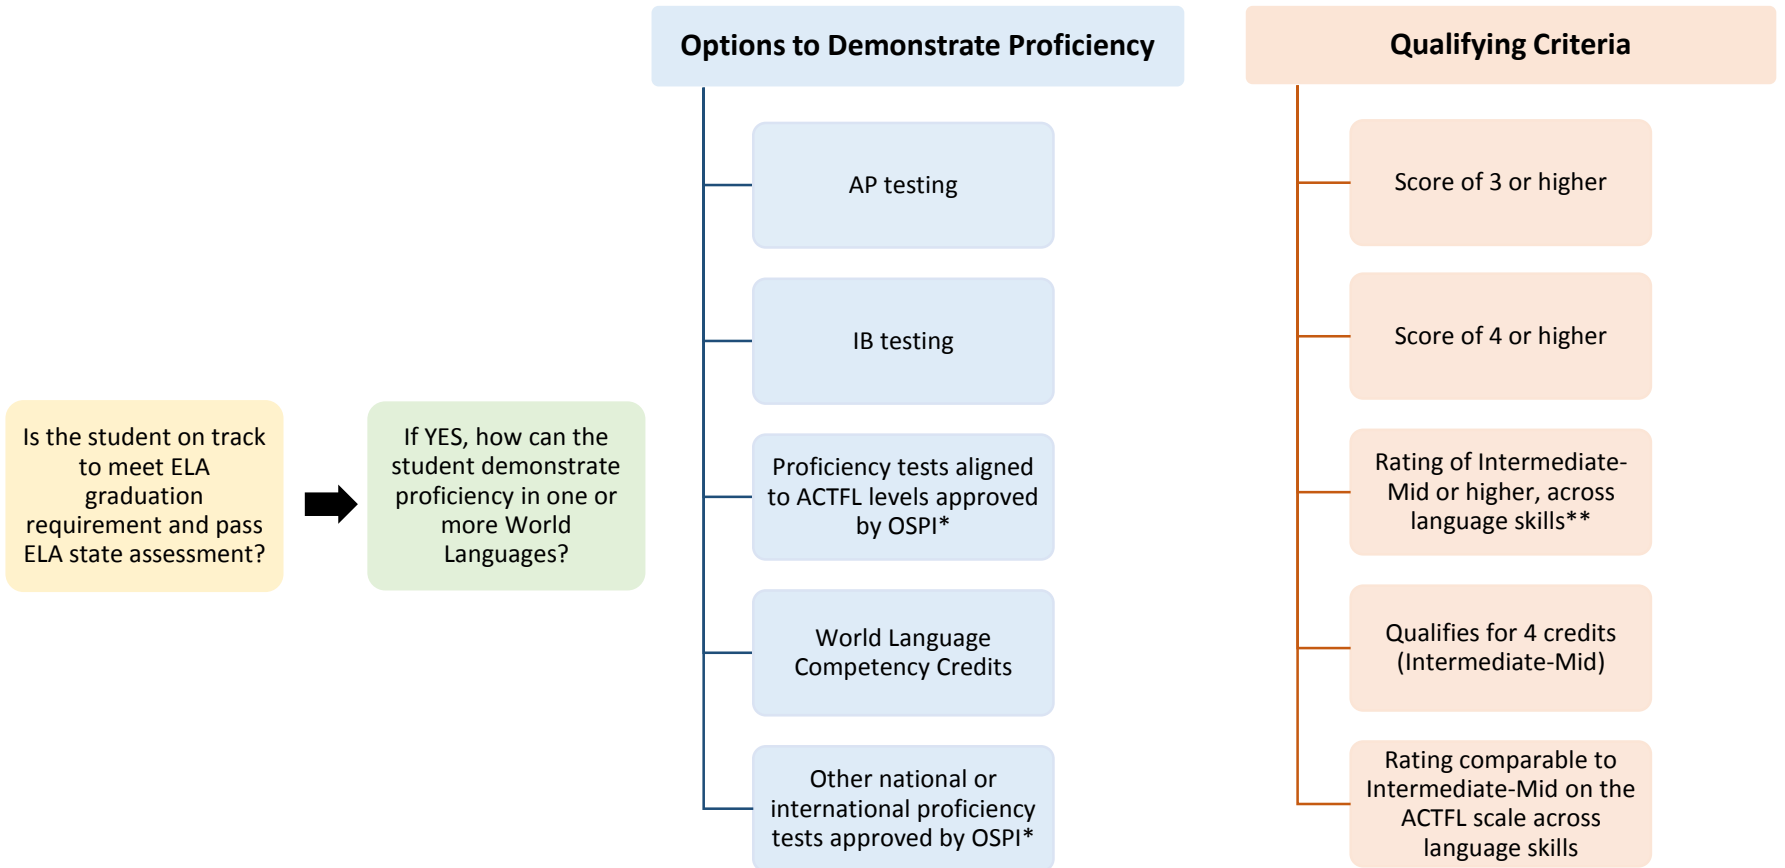 Options to Demonstrate Proficiency
AP testing
IB testing
Proficiency tests aligned
to ACTFL levels approved
by OSPI*
World Language
Competency Credits
Other national or
international proficiency
tests approved by OSPI*
Qualifying Criteria
Score of 3 or higher
Score of 4 or higher
Rating of Intermediate-
Mid or higher, across
language skills**
Qualifies for 4 credits
(Intermediate-Mid)
Rating comparable to
Intermediate-Mid on the
ACTFL scale across
language skills
Is the student on track
to meet ELA
graduation
requirement and pass
ELA state assessment?
If YES, how can the
student demonstrate
proficiency in one or
more World
Languages?